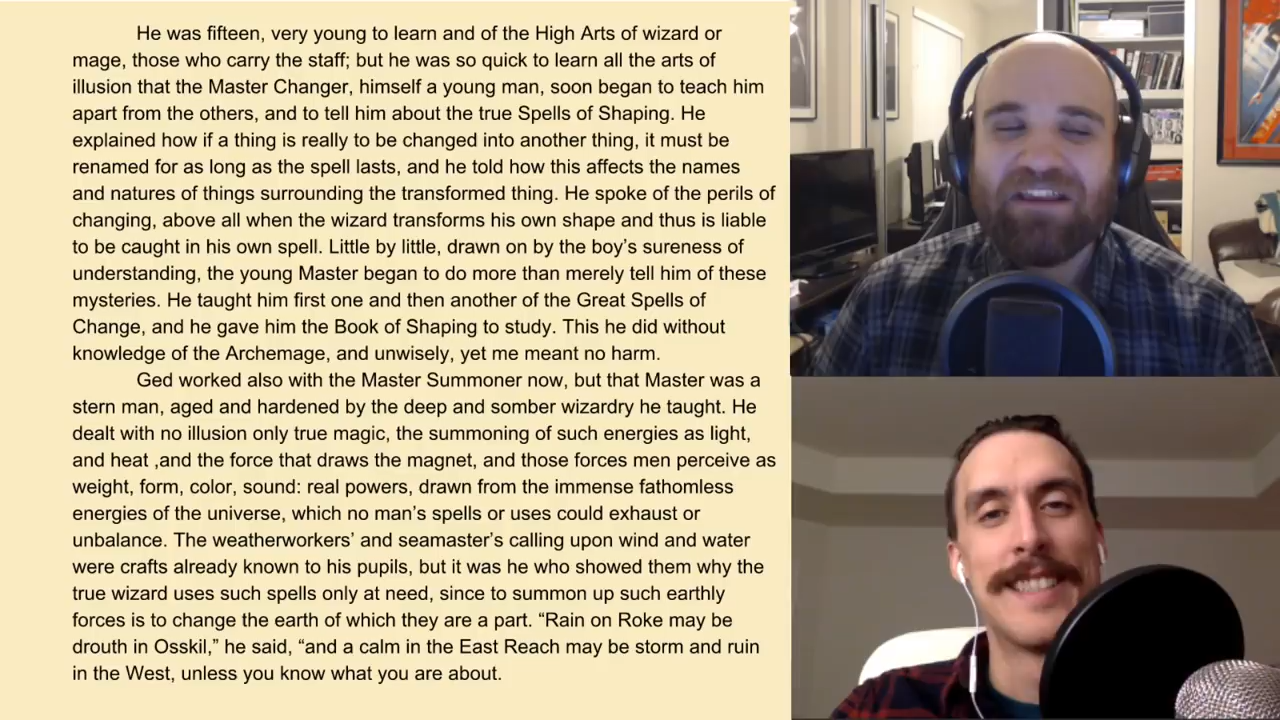 He was fifteen, very young to learn and of the High Arts of wizard or
mage, those who carry the staff; but he was so quick to learn all the arts of
illusion that the Master Changer, himself a young man, soon began to teach him
apart from the others, and to tell him about the true Spells of Shaping. He
explained how if a thing is really to be changed into another thing, it must be
renamed for as long as the spell lasts, and he told how this affects the names
and natures of things surrounding the transformed thing. He spoke of the perils of
changing, above all when the wizard transforms his own shape and thus is liable
to be caught in his own spell. Little by little, drawn on by the boy’s sureness of
understanding, the young Master began to do more than merely tell him of these
mysteries. He taught him first one and then another of the Great Spells of
Change, and he gave him the Book of Shaping to study. This he did without
knowledge of the Archemage, and unwisely, yet me meant no harm.
Ged worked also with the Master Summoner now, but that Master was a
stern man, aged and hardened by the deep and somber wizardry he taught. He
dealt with no illusion only true magic, the summoning of such energies as light,
and heat ,and the force that draws the magnet, and those forces men perceive as
weight, form, color, sound: real powers, drawn from the immense fathomless
energies of the universe, which no man’s spells or uses could exhaust or
unbalance. The weatherworkers’ and seamaster’s calling upon wind and water
were crafts already known to his pupils, but it was he who showed them why the
true wizard uses such spells only at need, since to summon up such earthly
forces is to change the earth of which they are a part. “Rain on Roke may be
drouth in Osskil,” he said, “and a calm in the East Reach may be storm and ruin
in the West, unless you know what you are about.